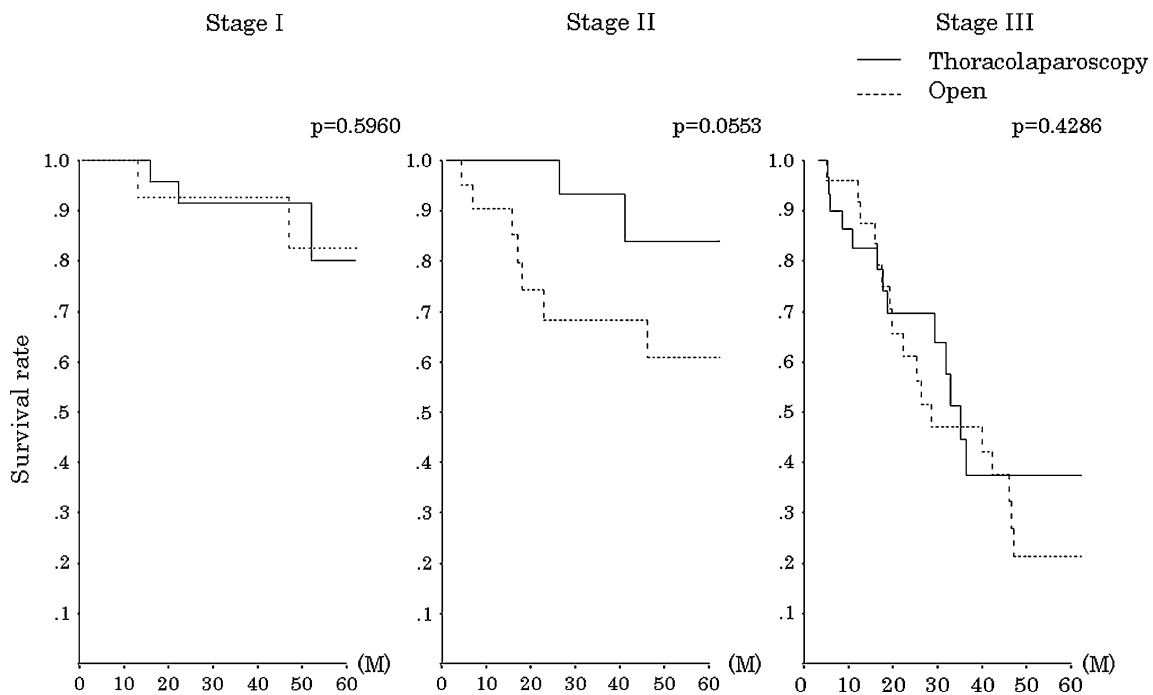 Stage I Stage II Stage III
Thoracolaparoscopy
Open
p=0.5960 p=0.0553 p=0.4286
1.0 1.0 1.0
.9 .9 .9
.8 .8 .8
.7 .7 .7
.6 .6 .6
.5 .5 .5
.4 .4 .4
.3 .3 .3
.2 .2 .2
.1 .1 .1
Survival rate
(M) (M) (M)
0 10 20 30 40 50 60 0 10 20 30 40 50 60 0 10 20 30 40 50 60